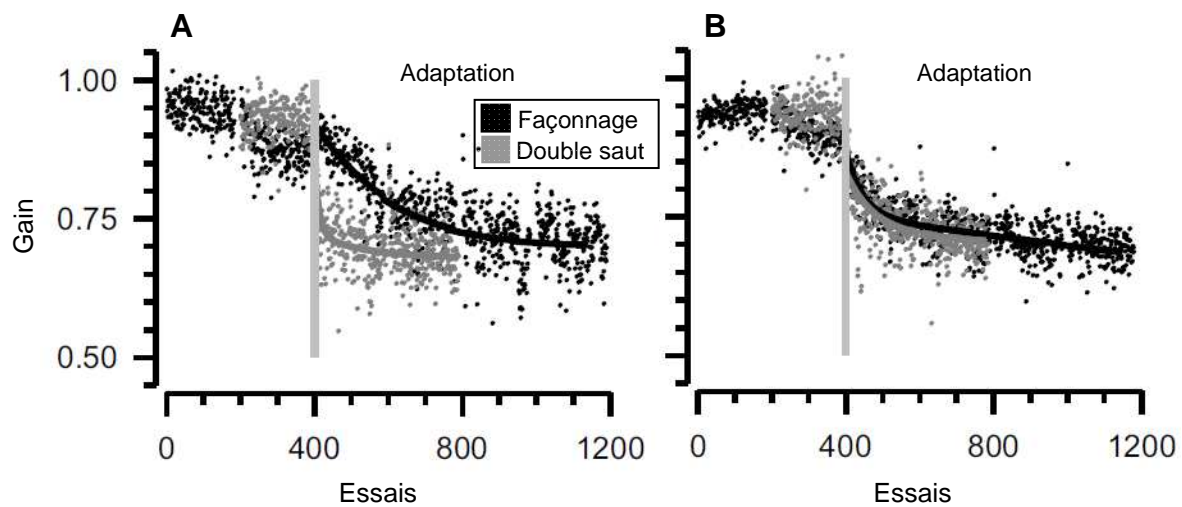 A
B
Adaptation
Adaptation
Façonnage
Double saut
Gain
1.00
0.75
0.50
0
400
800
1200
0
400
800
1200
Essais
Essais